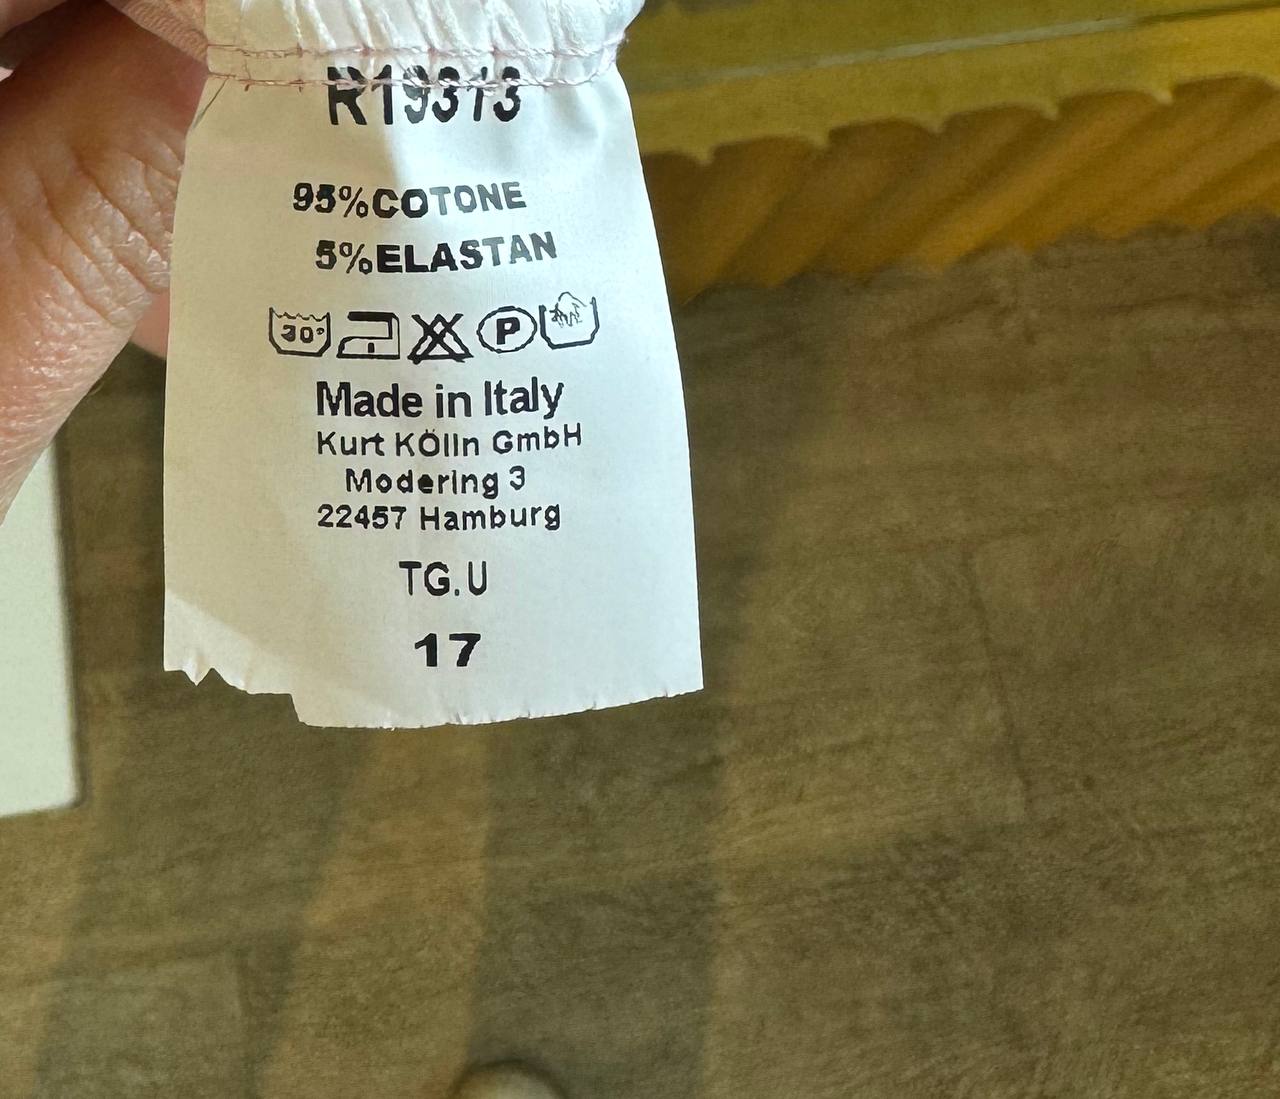 R19313
95%COTONE
5%ELASTAN
30°
P
Made in Italy
Kurt KÖlln GmbH
Modering 3
22457 Hamburg
TG.U
17